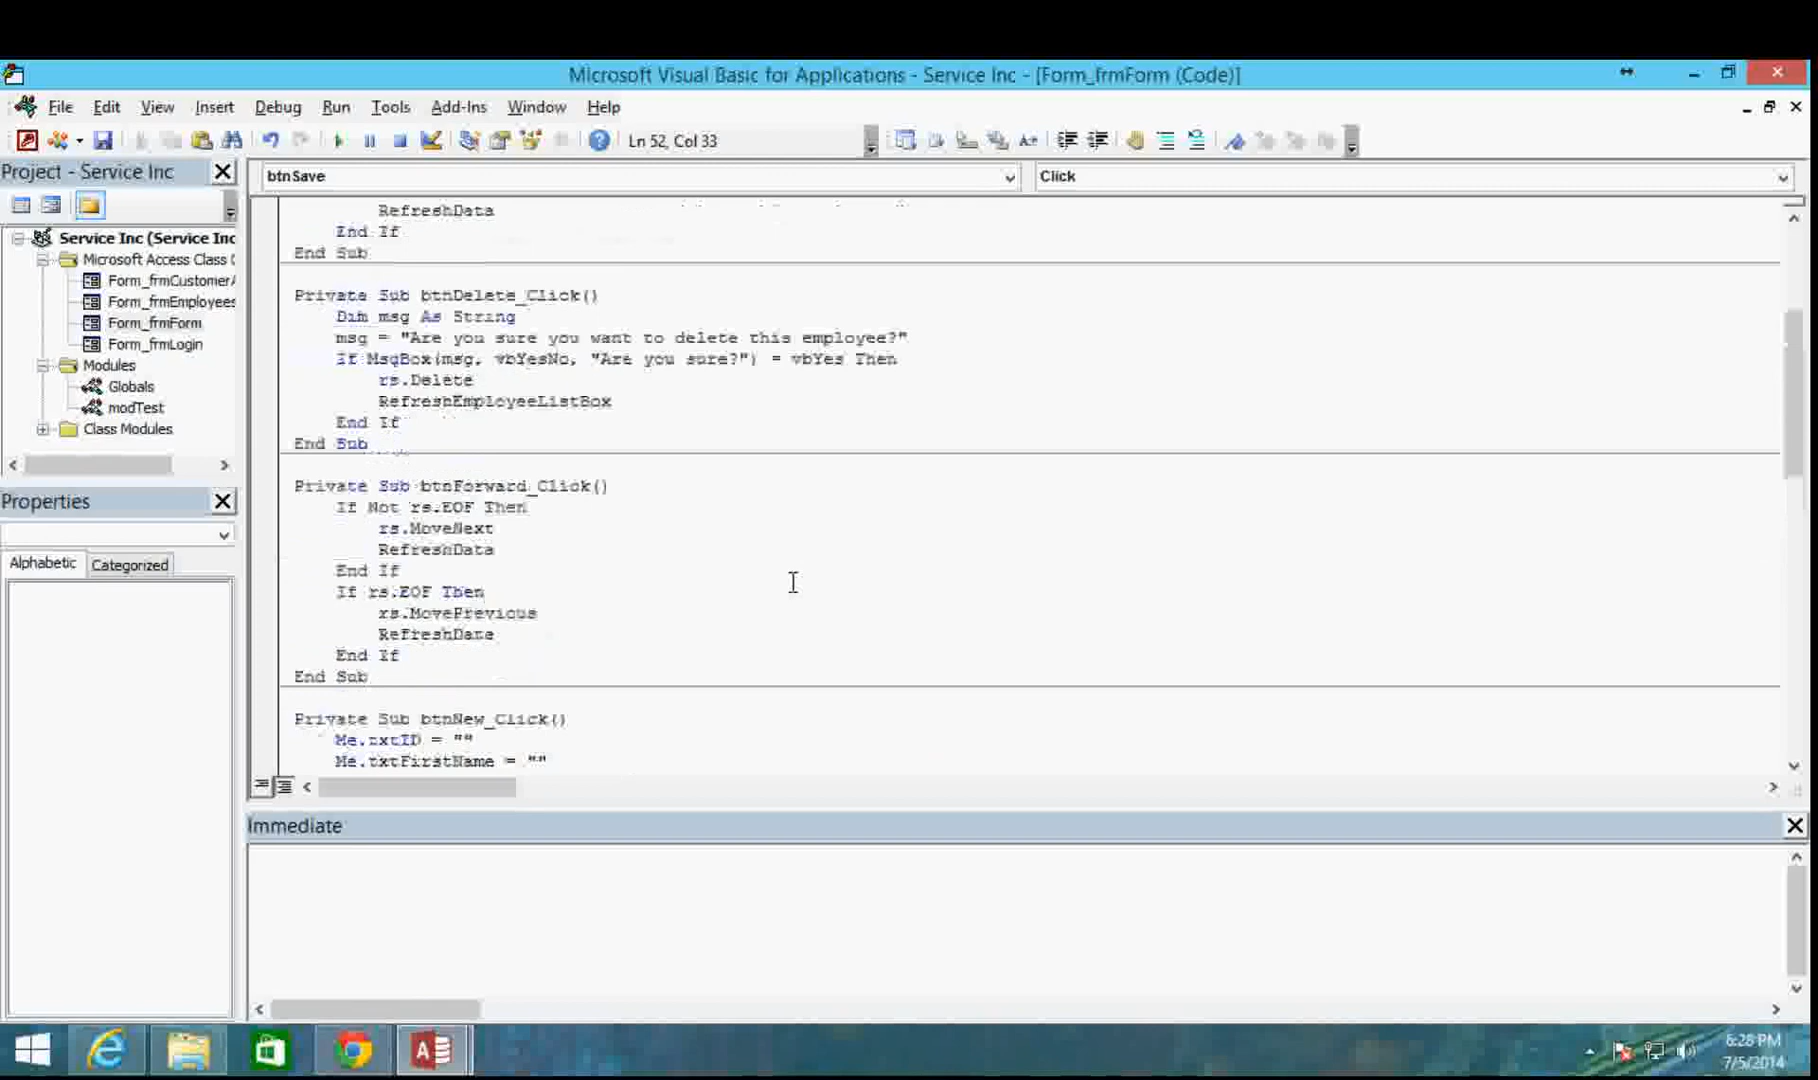 Microsoft Visual Basic for Applications - Service Inc - [Form_frmForm (Code)]
File Edit View Insert Debug Run Tools Add-Ins Window Help
Ln 52, Col 33
Project - Service Inc
btnSave
Click
Service Inc (Service Inc
Microsoft Access Class
Form_frmCustomerA
Form_frmEmployees
Form_frmForm
Form_frmLogin
Modules
Globals
modTest
Class Modules
Properties
Alphabetic Categorized
RefreshData
End If
End Sub
Private Sub btnDelete_Click()
Dim msg As String
msg = "Are you sure you want to delete this employee?"
If MsgBox(msg, vbYesNo, "Are you sure?") = vbYes Then
rs.Delete
RefreshEmployeeListBox
End If
End Sub
Private Sub btnForward_Click()
If Not rs.EOF Then
rs.MoveNext
RefreshData
End If
If rs.EOF Then
rs.MovePrevious
RefreshData
End If
End Sub
Private Sub btnNew_Click()
Me.txtID = ""
Me.txtFirstName = ""
Immediate
6:28 PM
7/5/2014